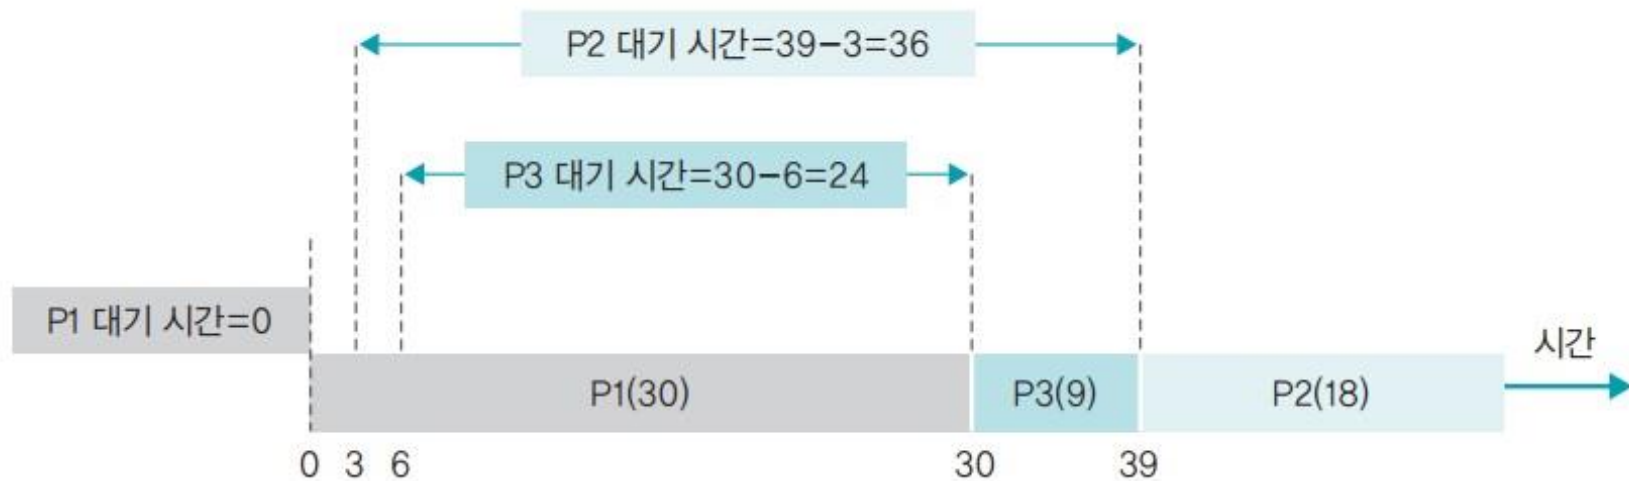 P2 대기 시간=39−3=36
P3 대기 시간=30−6=24
P1 대기 시간=0
시간
P1(30)
P3(9)
P2(18)
0 3 6 30 39